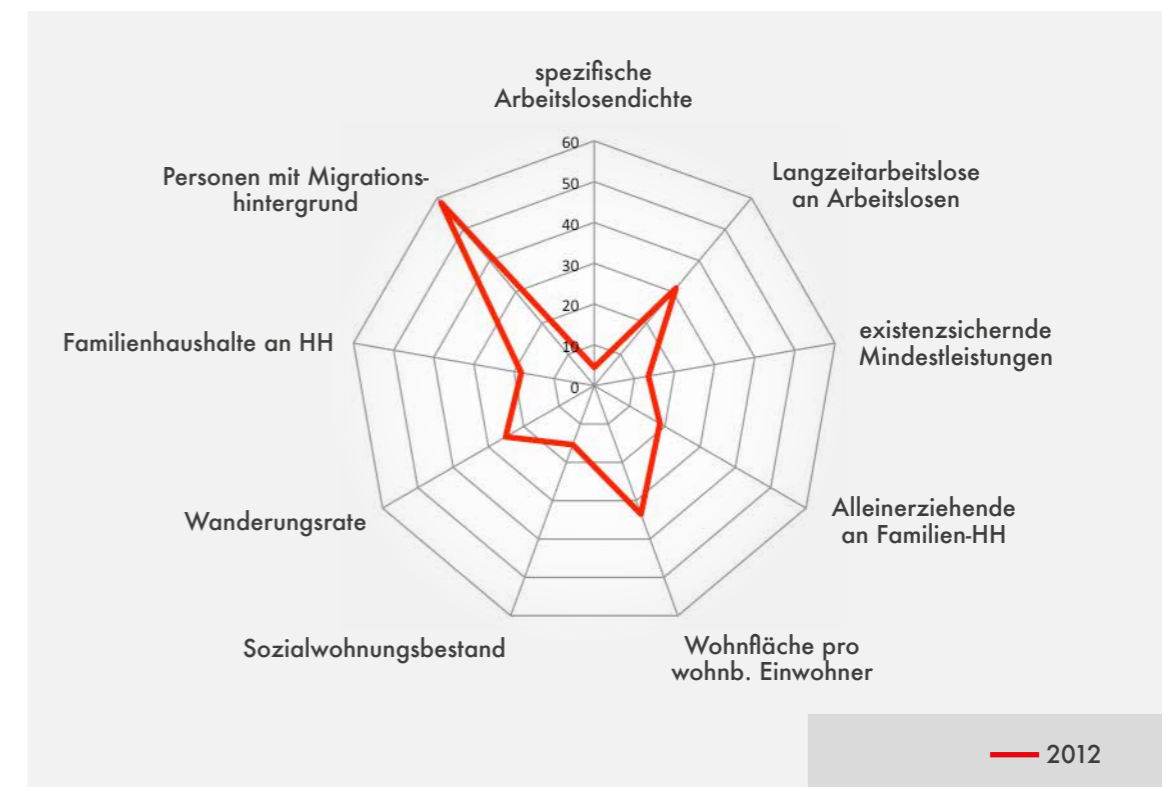 spezifische
Arbeitslosendichte
Langzeitarbeitslose
an Arbeitslosen
existenzsichernde
Mindestleistungen
Alleinerziehende
an Familien-HH
Wohnfläche pro
wohnb. Einwohner
Sozialwohnungsbestand
Wanderungsrate
Familienhaushalte an HH
Personen mit Migrations-
hintergrund
60
50
40
30
20
10
0
2012